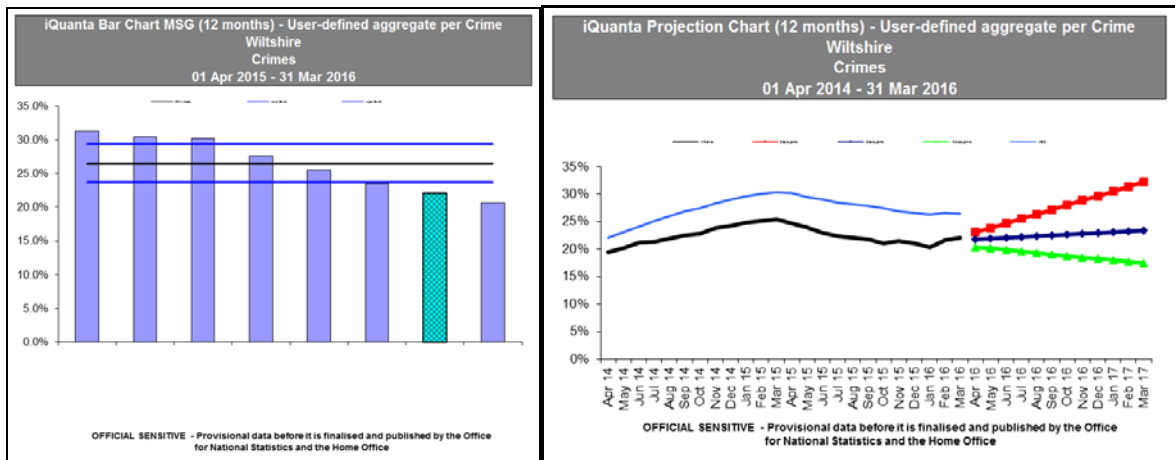 iQuanta Bar Chart MSG (12 months) - User-defined aggregate per Crime
Wiltshire
Crimes
01 Apr 2015 - 31 Mar 2016
35.0%
30.0%
25.0%
20.0%
15.0%
10.0%
5.0%
0.0%
OFFICIAL SENSITIVE - Provisional data before it is finalised and published by the Office
for National Statistics and the Home Office
iQuanta Projection Chart (12 months) - User-defined aggregate per Crime
Wiltshire
Crimes
01 Apr 2014 - 31 Mar 2016
35%
30%
25%
20%
15%
10%
5%
0%
Apr 14
May 14
Jun 14
Jul 14
Aug 14
Sep 14
Oct 14
Nov 14
Dec 14
Jan 15
Feb 15
Mar 15
Apr 15
May 15
Jun 15
Jul 15
Aug 15
Sep 15
Oct 15
Nov 15
Dec 15
Jan 16
Feb 16
Mar 16
Apr 16
May 16
Jun 16
Jul 16
Aug 16
Sep 16
Oct 16
Nov 16
Dec 16
Jan 17
Feb 17
Mar 17
OFFICIAL SENSITIVE - Provisional data before it is finalised and published by the Office
for National Statistics and the Home Office